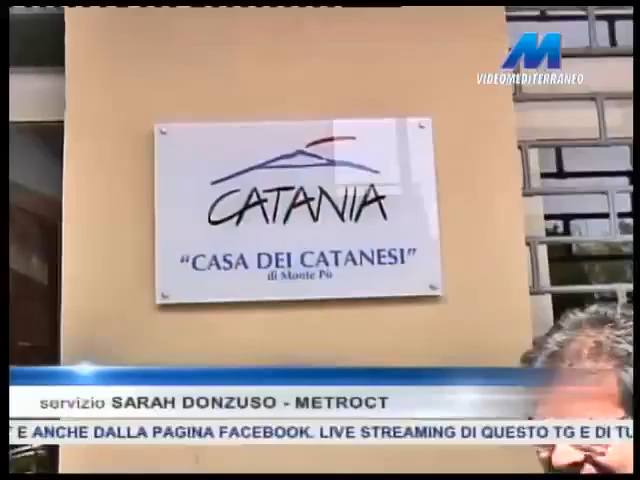 M
VIDEOMEDITERRANEO
CATANIA
"CASA DEI CATANESI"
di Monte Po
servizio SARAH DONZUSO - METROCT
E ANCHE DALLA PAGINA FACEBOOK. LIVE STREAMING DI QUESTO TG E DI TU